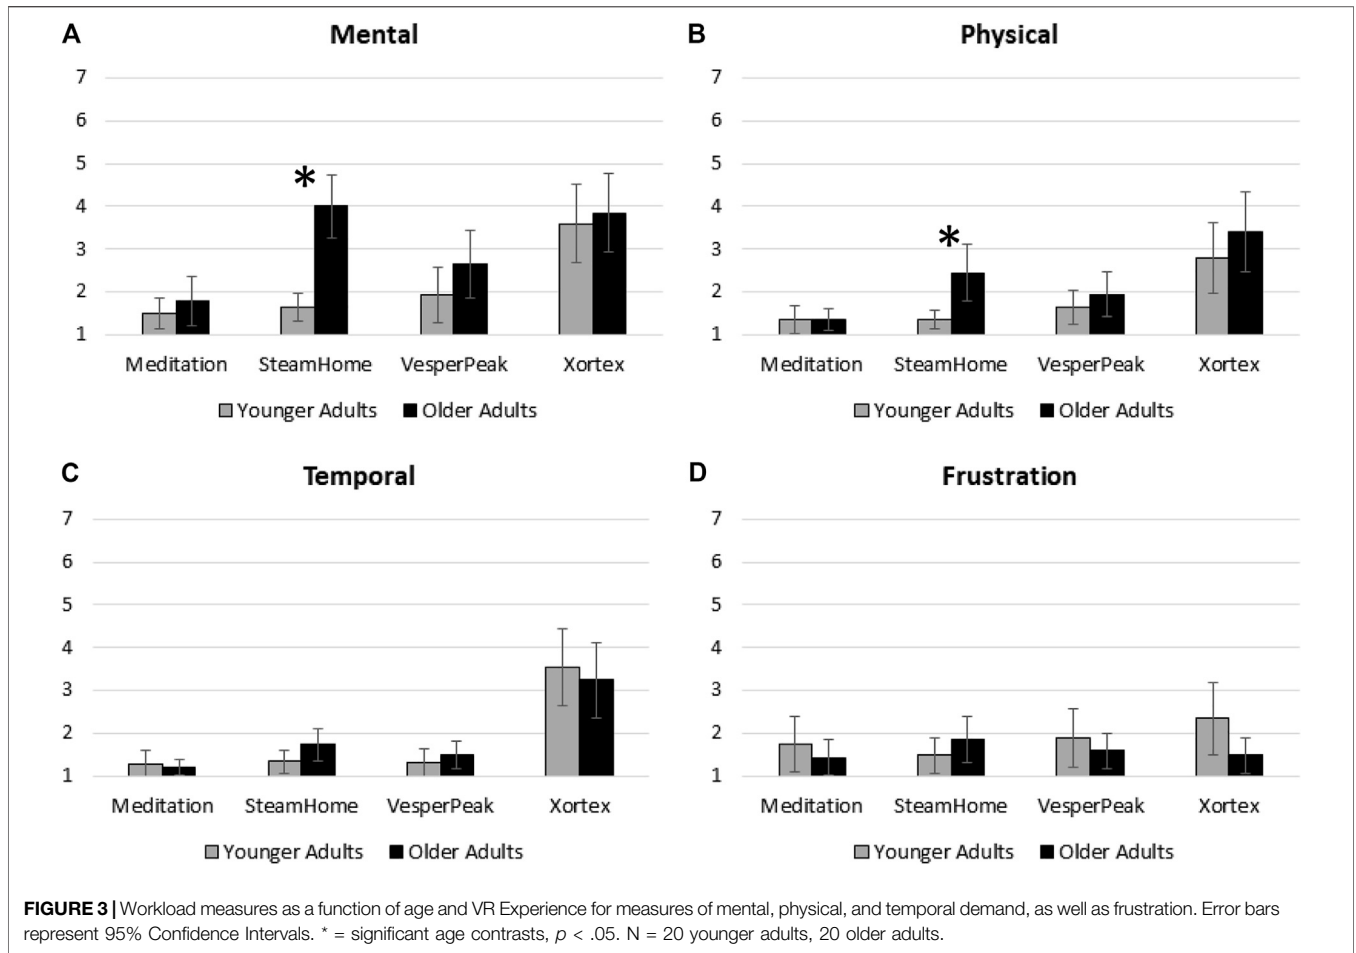 A
Mental
7
6
5
4
3
2
1
*
Meditation SteamHome VesperPeak Xortex
Younger Adults Older Adults
B
Physical
7
6
5
4
3
2
1
*
Meditation SteamHome VesperPeak Xortex
Younger Adults Older Adults
C
Temporal
7
6
5
4
3
2
1
Meditation SteamHome VesperPeak Xortex
Younger Adults Older Adults
D
Frustration
7
6
5
4
3
2
1
Meditation SteamHome VesperPeak Xortex
Younger Adults Older Adults
FIGURE 3 | Workload measures as a function of age and VR Experience for measures of mental, physical, and temporal demand, as well as frustration. Error bars
represent 95% Confidence Intervals. * = significant age contrasts, p < .05. N = 20 younger adults, 20 older adults.